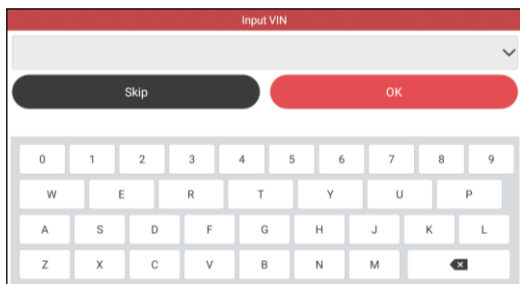 Input VIN
Skip OK
0 1 2 3 4 5 6 7 8 9
W E R T Y U P
A S D F G H J K L
Z X C V B N M